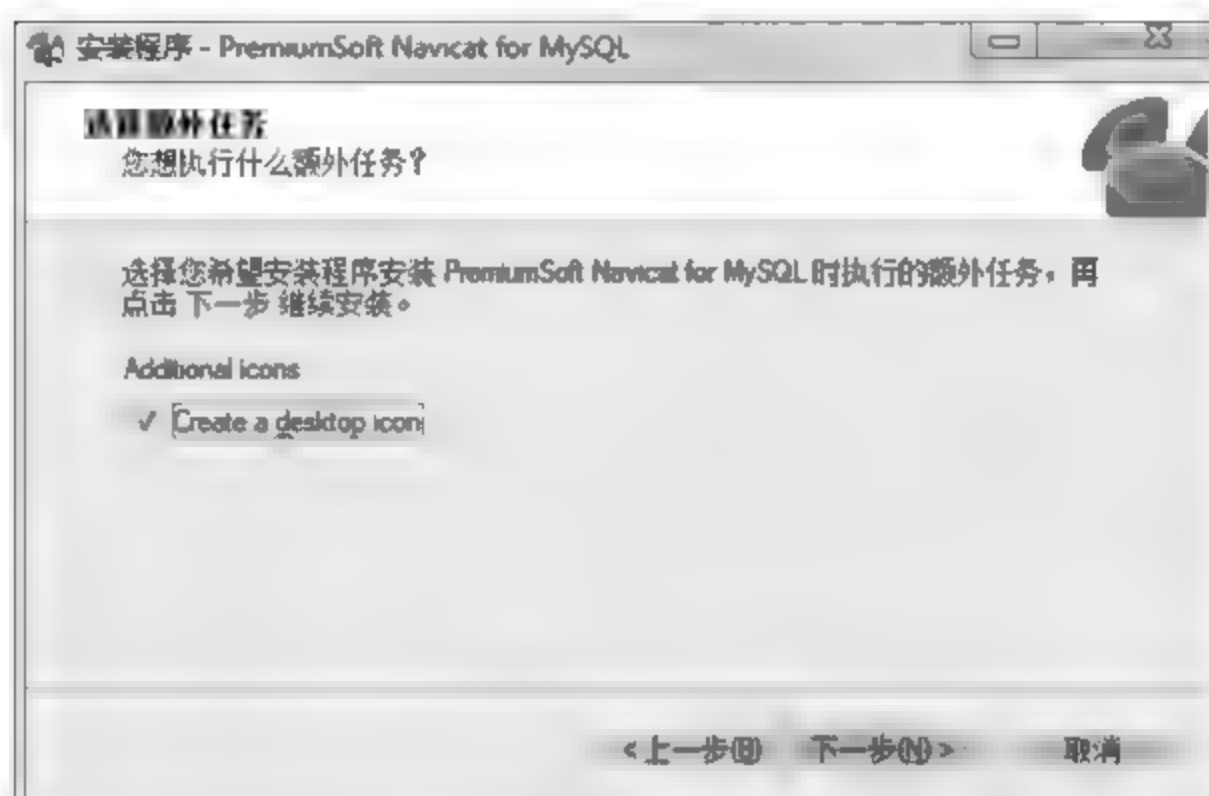 安装程序 - PremiumSoft Navicat for MySQL
选择额外任务
您想执行什么额外任务?
选择您希望安装程序安装 PremiumSoft Navicat for MySQL 时执行的额外任务,再
点击 下一步 继续安装。
Additional icons
✓ Create a desktop icon
<上一步(B) 下一步(N)> 取消